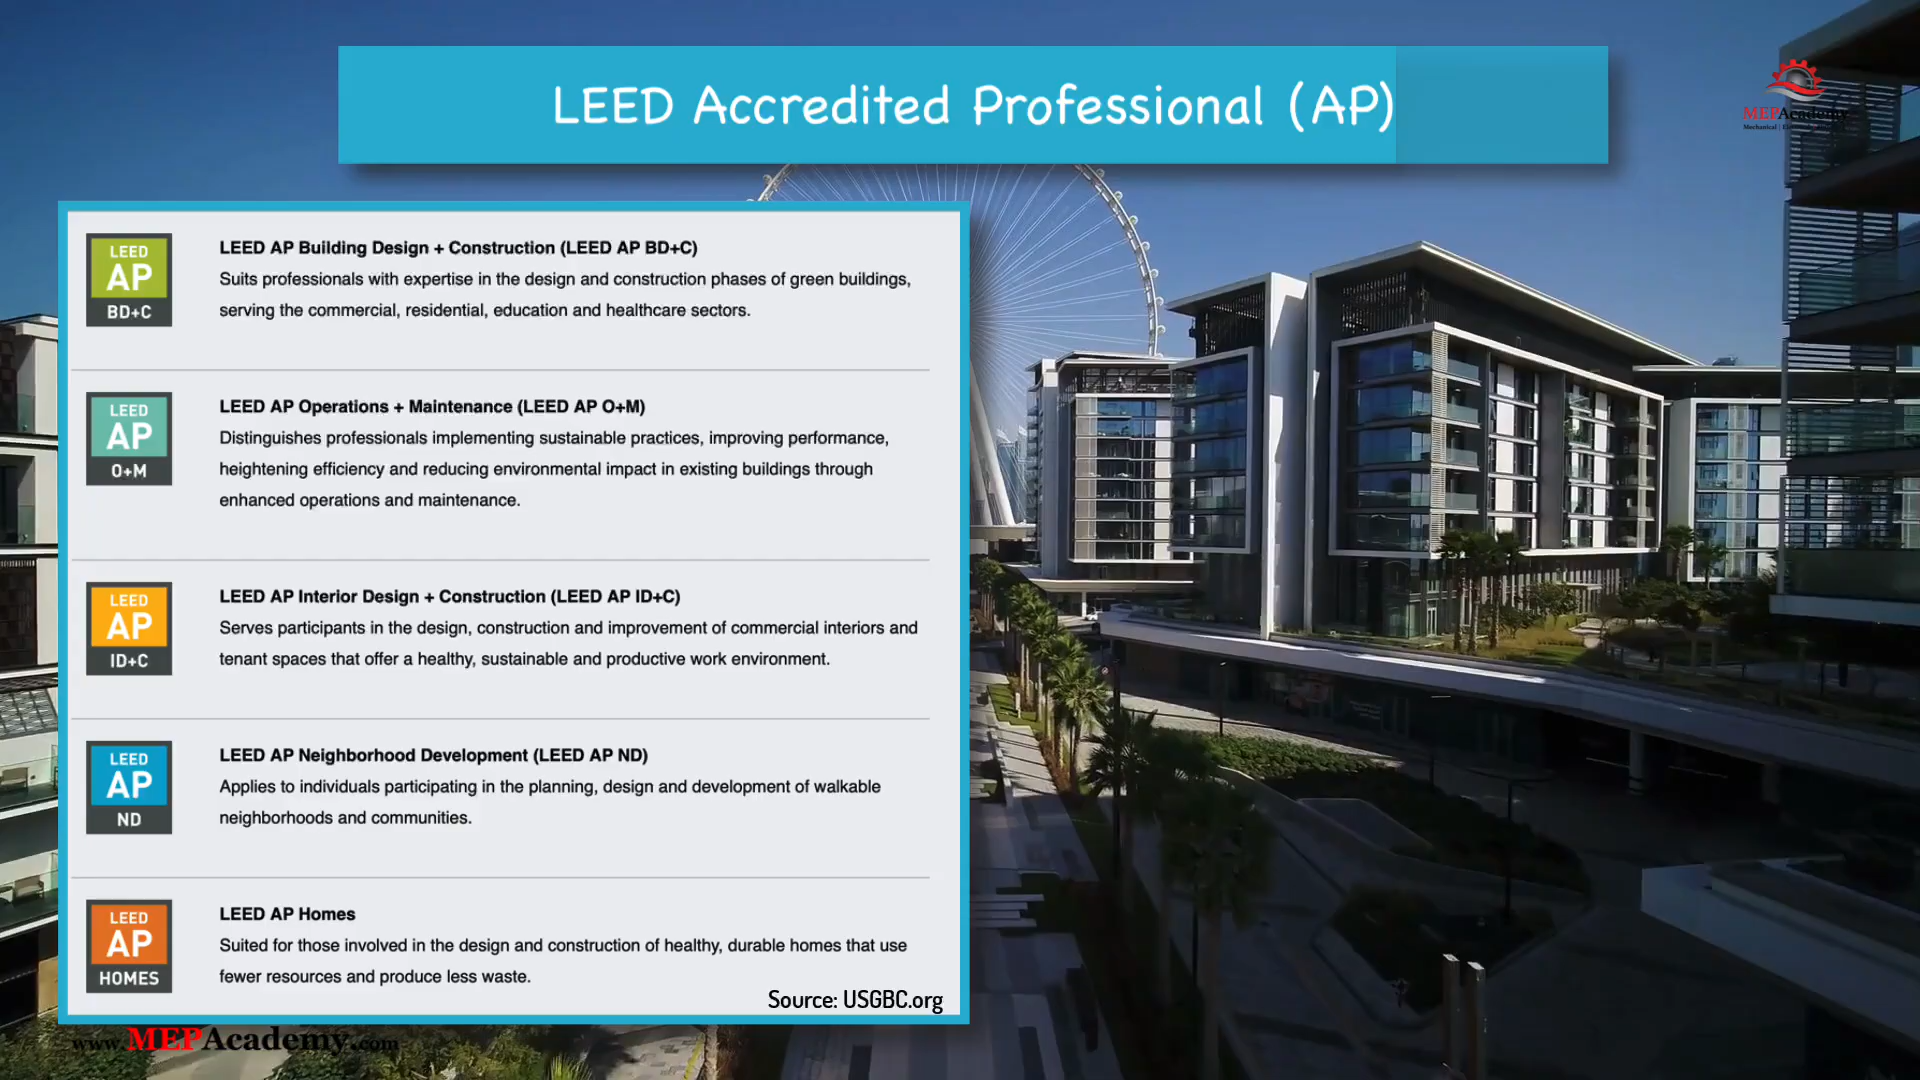 LEED Accredited Professional (AP)
MEPAcademy
LEED
AP
BD+C
LEED AP Building Design + Construction (LEED AP BD+C)
Suits professionals with expertise in the design and construction phases of green buildings,
serving the commercial, residential, education and healthcare sectors.
LEED
AP
O+M
LEED AP Operations + Maintenance (LEED AP O+M)
Distinguishes professionals implementing sustainable practices, improving performance,
heightening efficiency and reducing environmental impact in existing buildings through
enhanced operations and maintenance.
LEED
AP
ID+C
LEED AP Interior Design + Construction (LEED AP ID+C)
Serves participants in the design, construction and improvement of commercial interiors and
tenant spaces that offer a healthy, sustainable and productive work environment.
LEED
AP
ND
LEED AP Neighborhood Development (LEED AP ND)
Applies to individuals participating in the planning, design and development of walkable
neighborhoods and communities.
LEED
AP
HOMES
LEED AP Homes
Suited for those involved in the design and construction of healthy, durable homes that use
fewer resources and produce less waste.
Source: USGBC.org
www.MEPAcademy.com